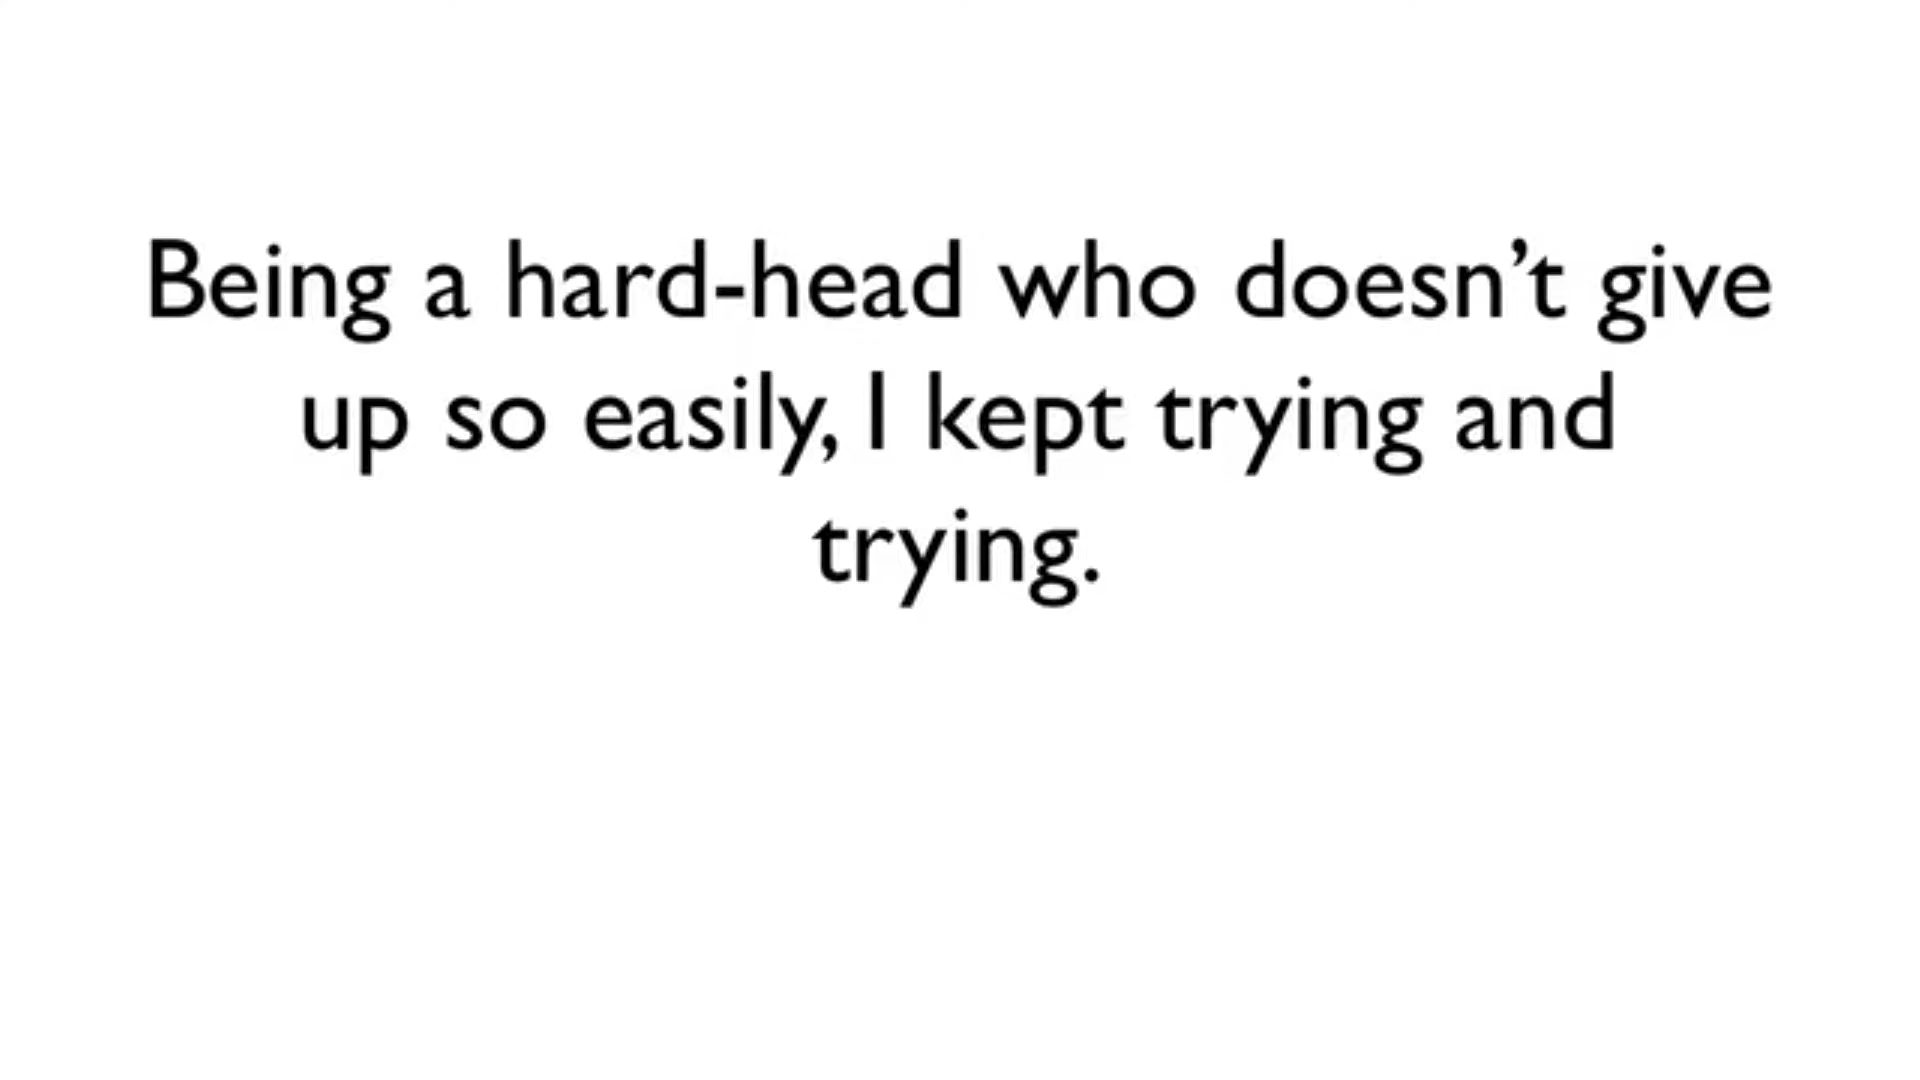 Being a hard-head who doesn’t give
up so easily, I kept trying and
trying.